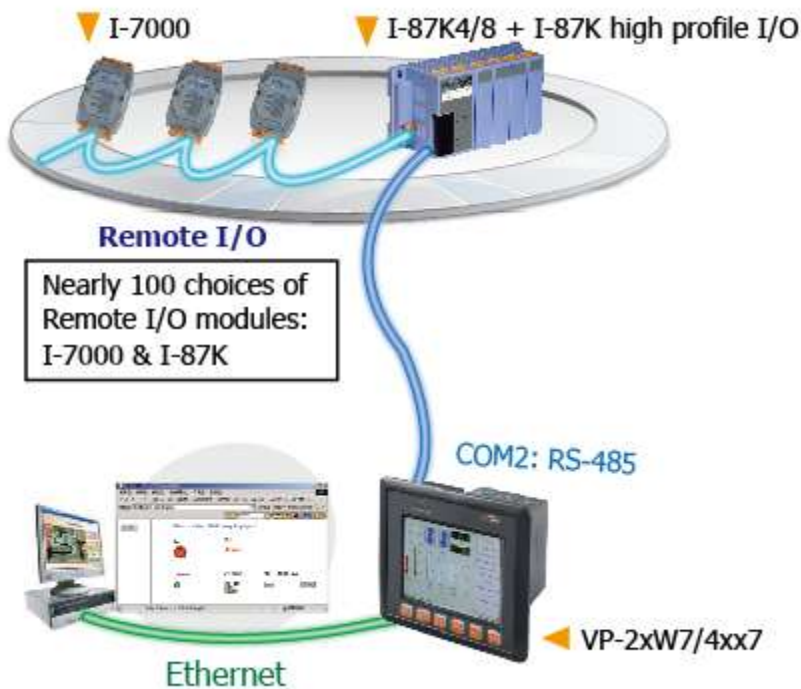 I-7000
I-87K4/8 + I-87K high profile I/O
Remote I/O
Nearly 100 choices of
Remote I/O modules:
I-7000 & I-87K
COM2: RS-485
VP-2xW7/4xx7
Ethernet